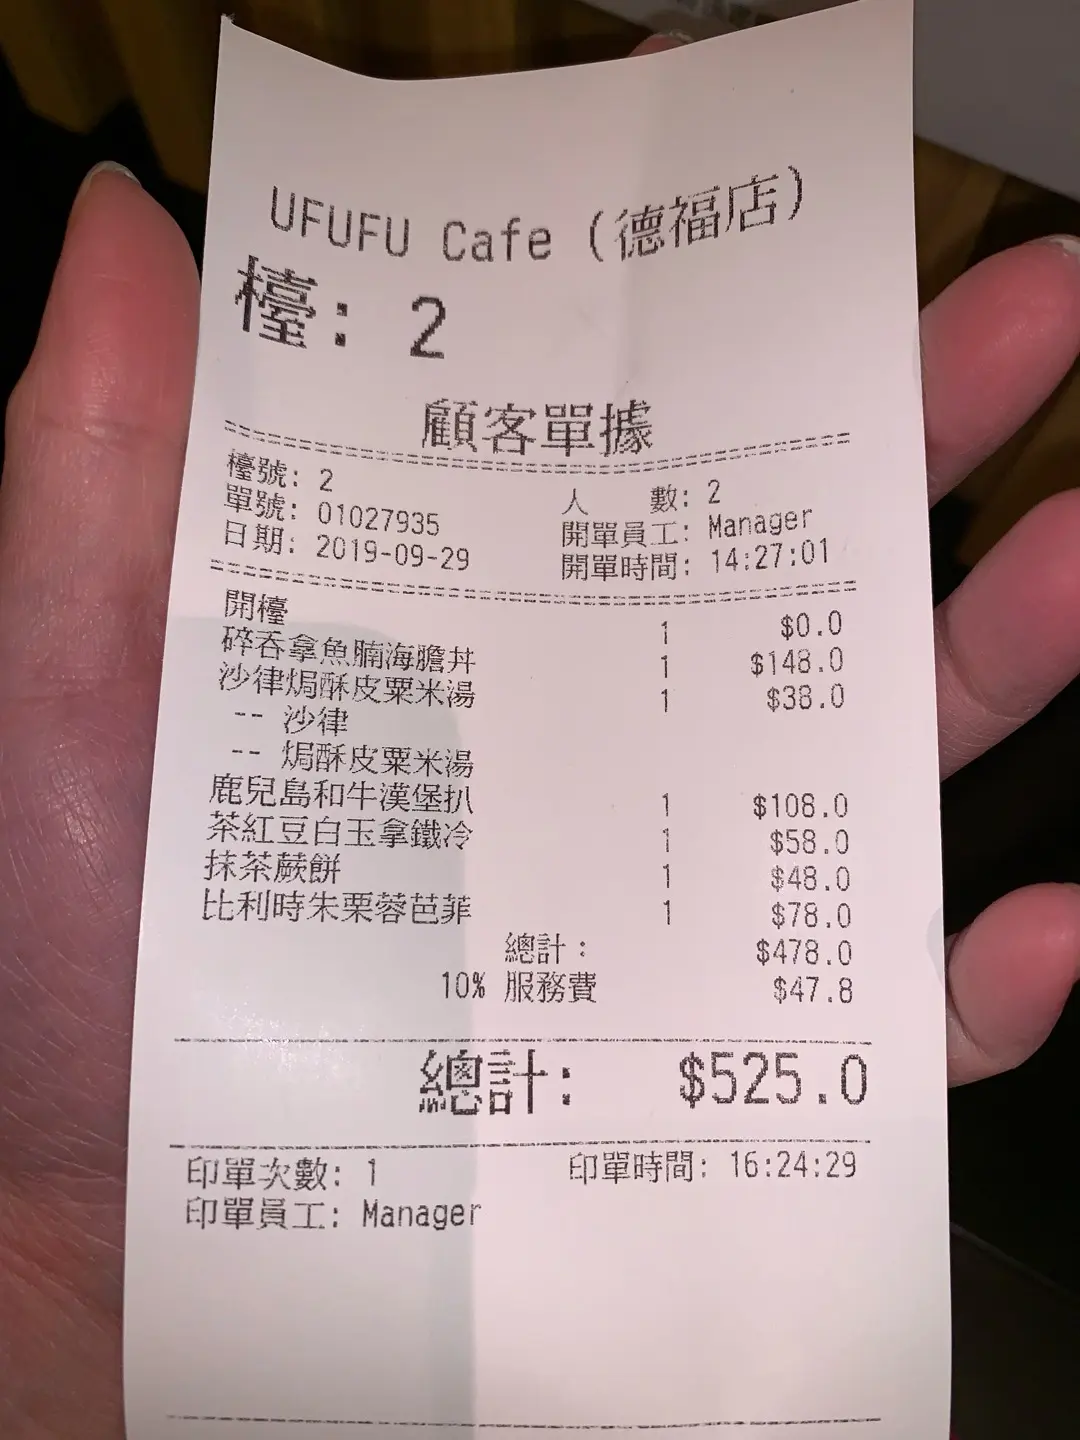 UFUFU Cafe (德福店)
檯: 2
顧客單據
檯號: 2 人 數: 2
單號: 01027935 開單員工: Manager
日期: 2019-09-29 開單時間: 14:27:01
開檯 1 $0.0
碎吞拿魚腩海膽丼 1 $148.0
沙律焗酥皮粟米湯 1 $38.0
-- 沙律
-- 焗酥皮粟米湯
鹿兒島和牛漢堡扒 1 $108.0
茶紅豆白玉拿鐵冷 1 $58.0
抹茶蕨餅 1 $48.0
比利時朱栗蓉芭菲 1 $78.0
總計: $478.0
10% 服務費 $47.8
總計: $525.0
印單次數: 1 印單時間: 16:24:29
印單員工: Manager